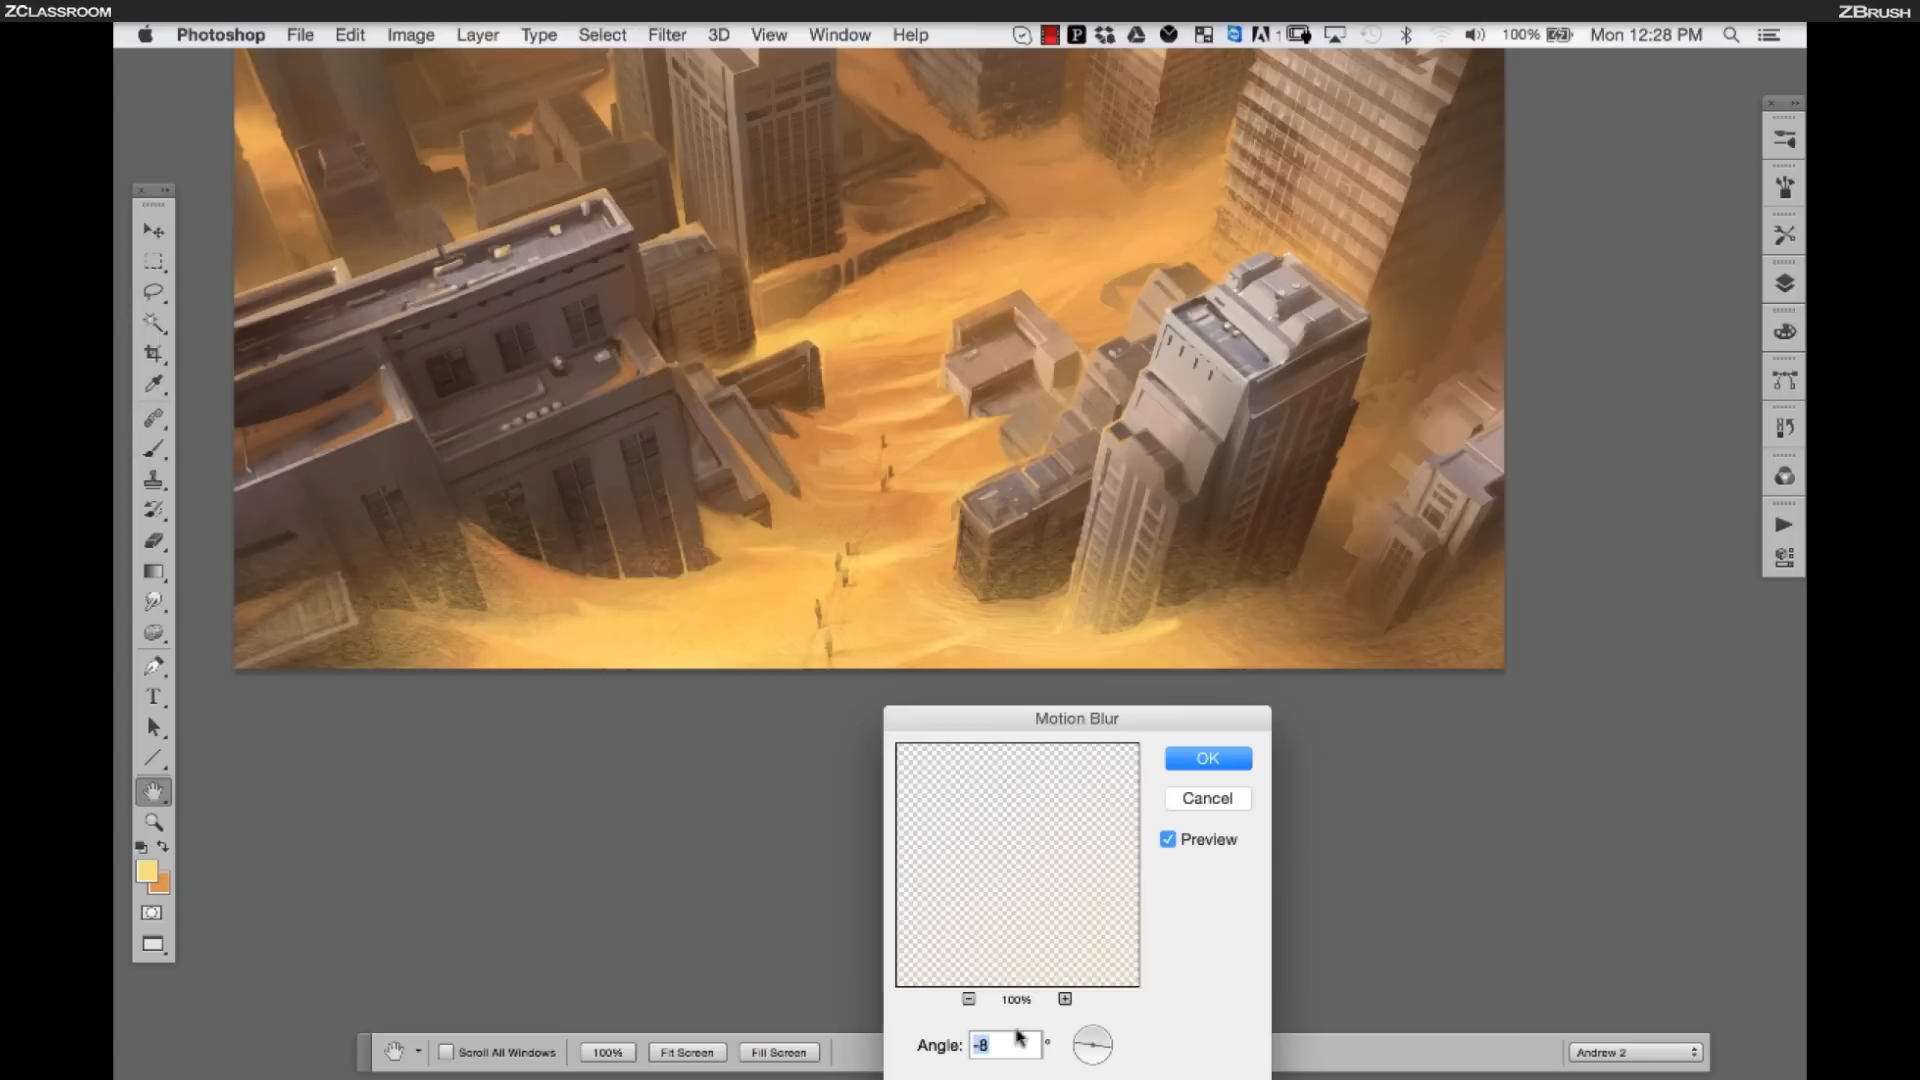 ZCLASSROOM
ZBRUSH
Photoshop File Edit Image Layer Type Select Filter 3D View Window Help 100% Mon 12:28 PM
Motion Blur
OK
Cancel
Preview
100%
Angle: -8 °
Scroll All Windows 100% Fit Screen Fill Screen Andrew 2